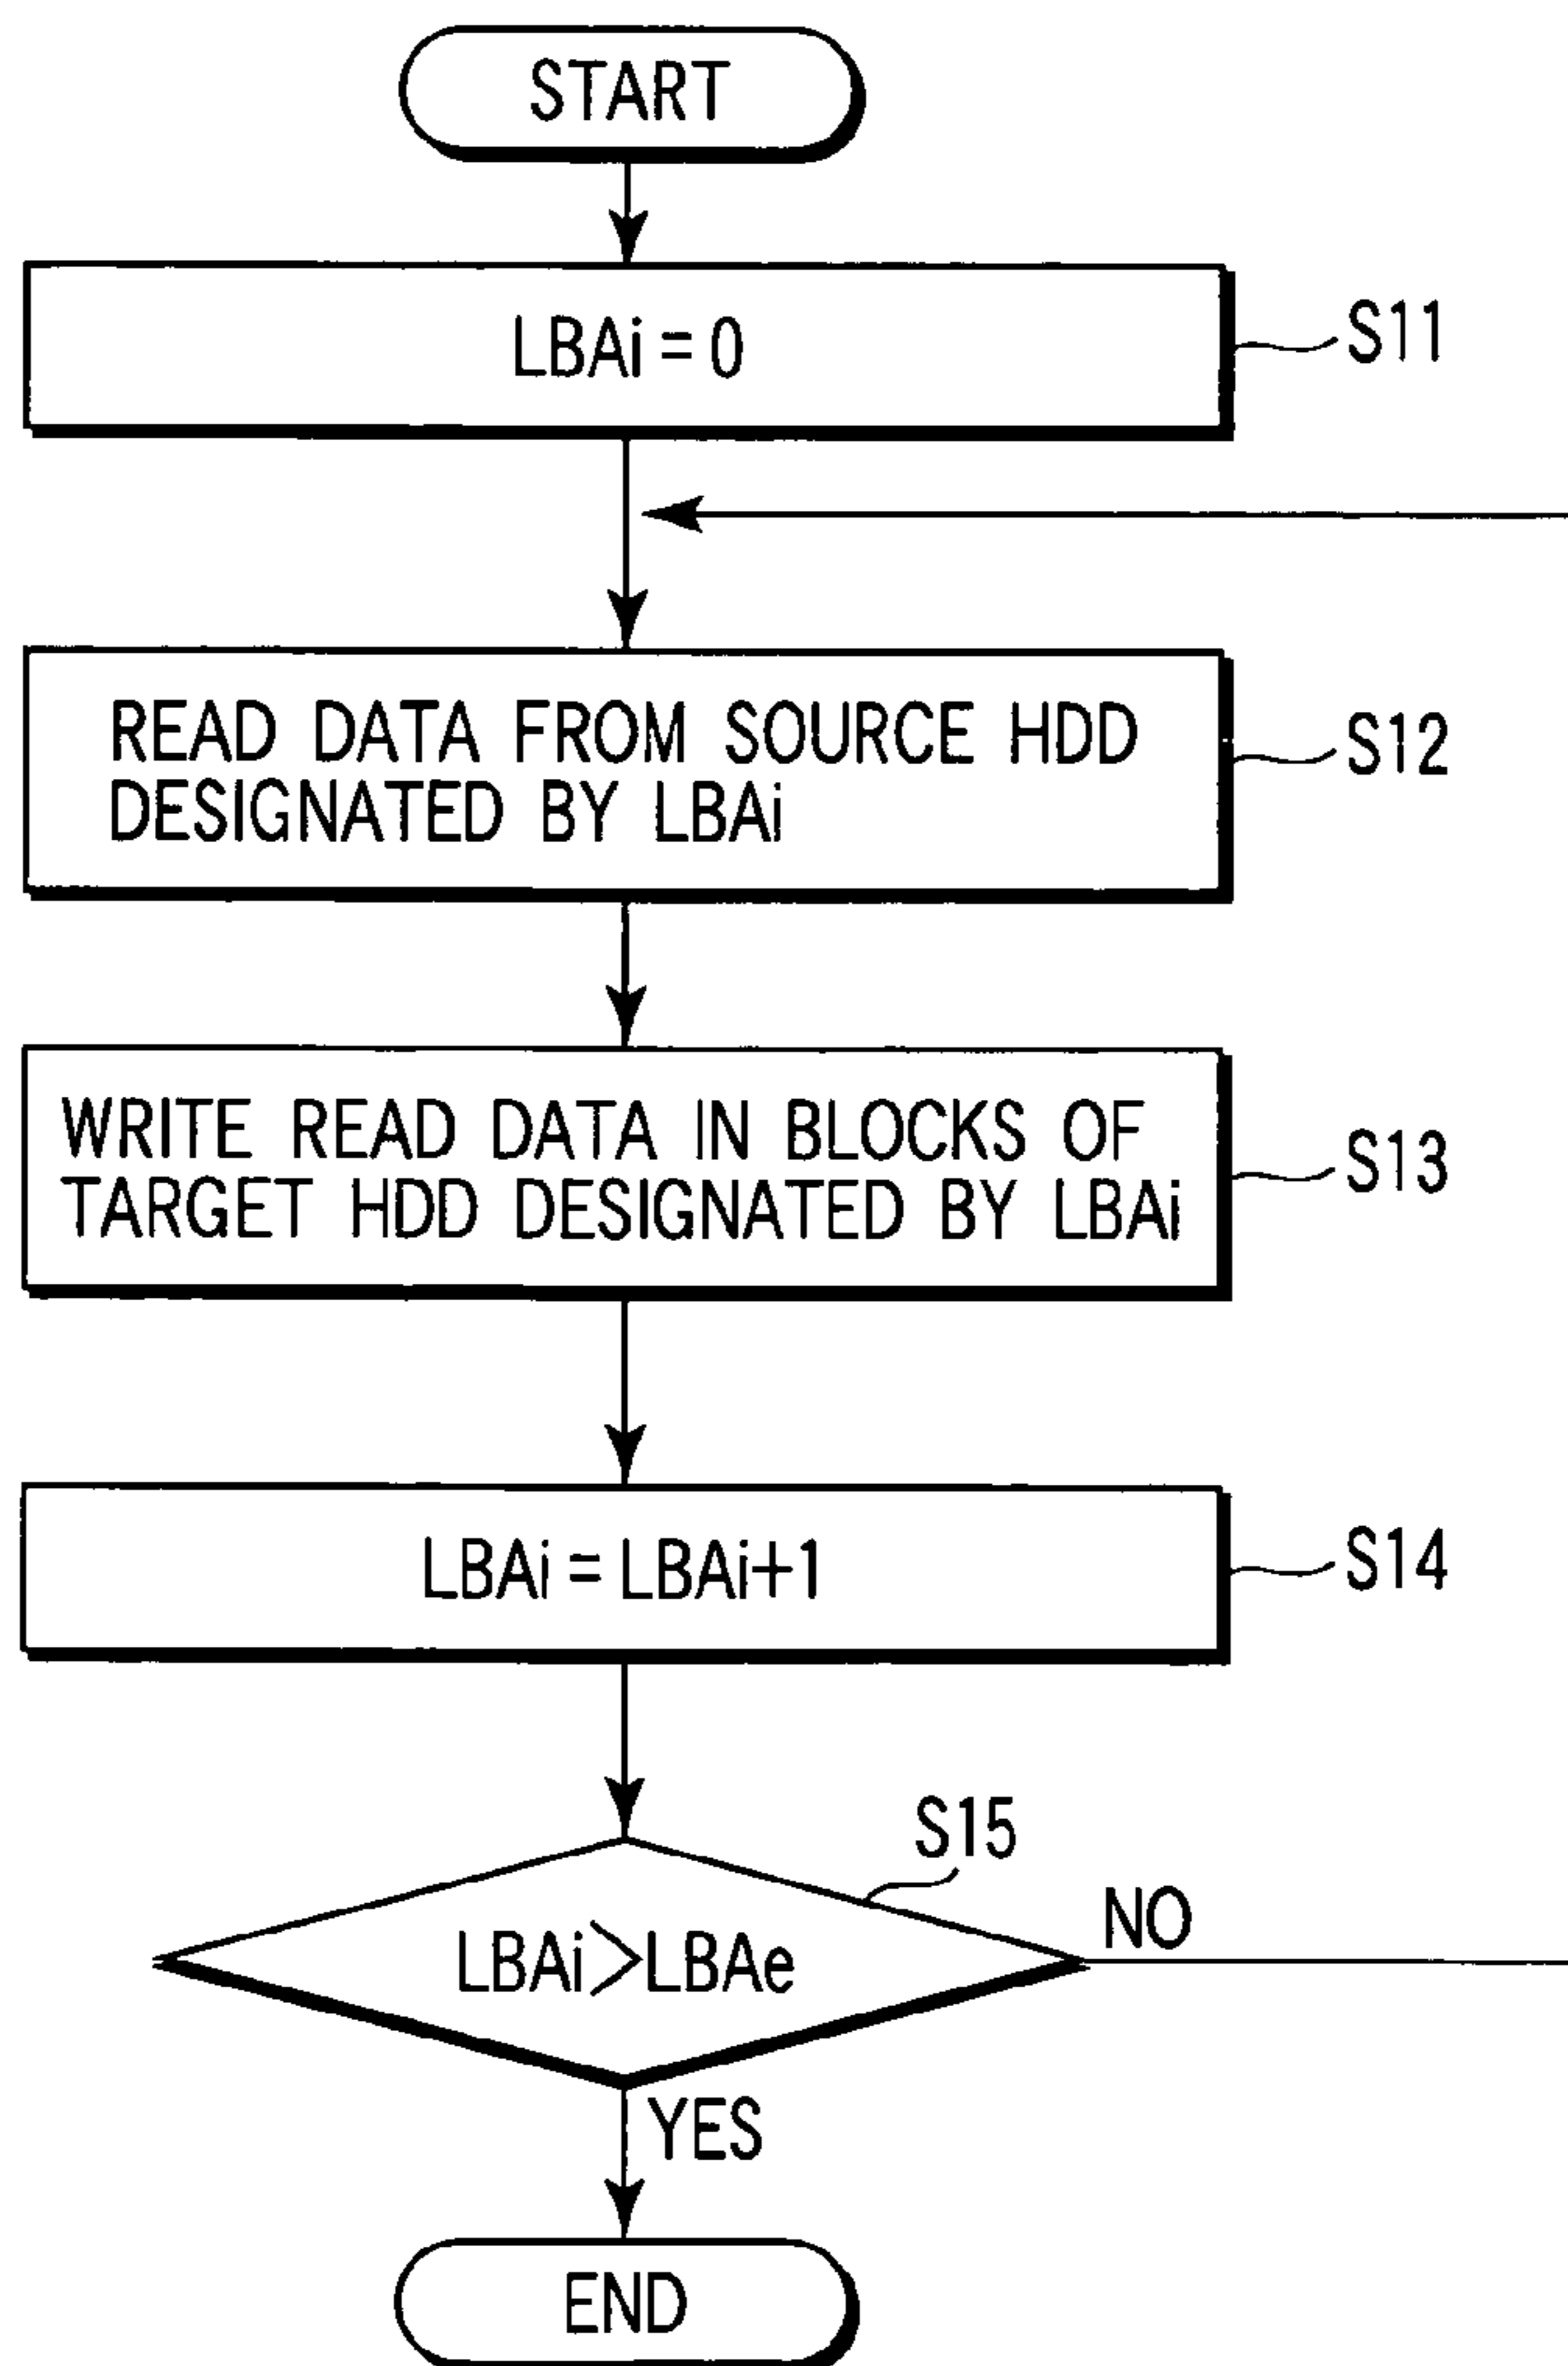 START
LBAi = 0
S11
READ DATA FROM SOURCE HDD
DESIGNATED BY LBAi
S12
WRITE READ DATA IN BLOCKS OF
TARGET HDD DESIGNATED BY LBAi
S13
LBAi = LBAi+1
S14
S15
LBAi>LBAe
NO
YES
END